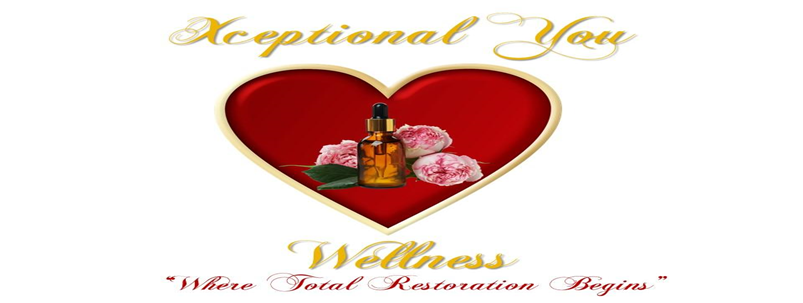 Xceptional You
Wellness
"Where Total Restoration Begins"